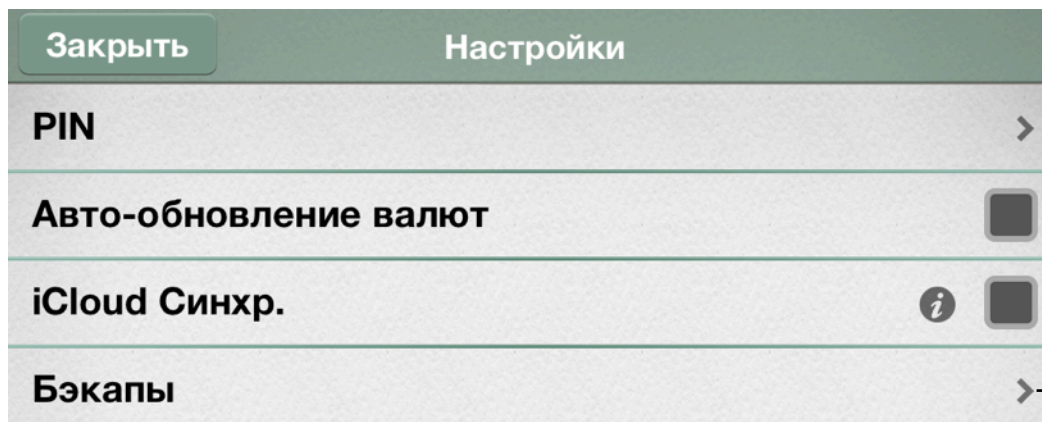 Закрыть Настройки
PIN
Авто-обновление валют
iCloud Синхр.
Бэкапы